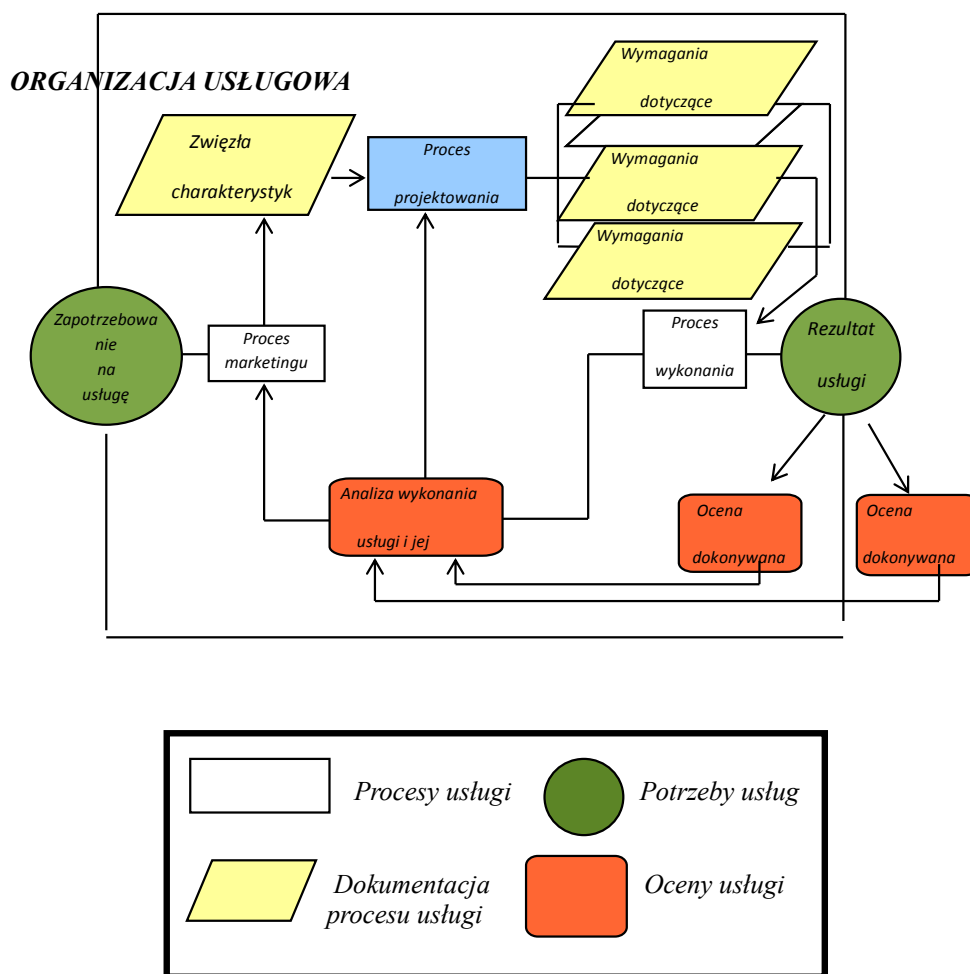 ORGANIZACJA USŁUGOWA
Wymagania
dotyczące
Zwięzła
charakterystyk
Proces
projektowania
Wymagania
dotyczące
Wymagania
dotyczące
Zapotrzebowa
nie
na
usługę
Proces
marketingu
Proces
wykonania
Rezultat
usługi
Analiza wykonania
usługi i jej
Ocena
dokonywana
Ocena
dokonywana
Procesy usługi
Potrzeby usług
Dokumentacja
procesu usługi
Oceny usługi